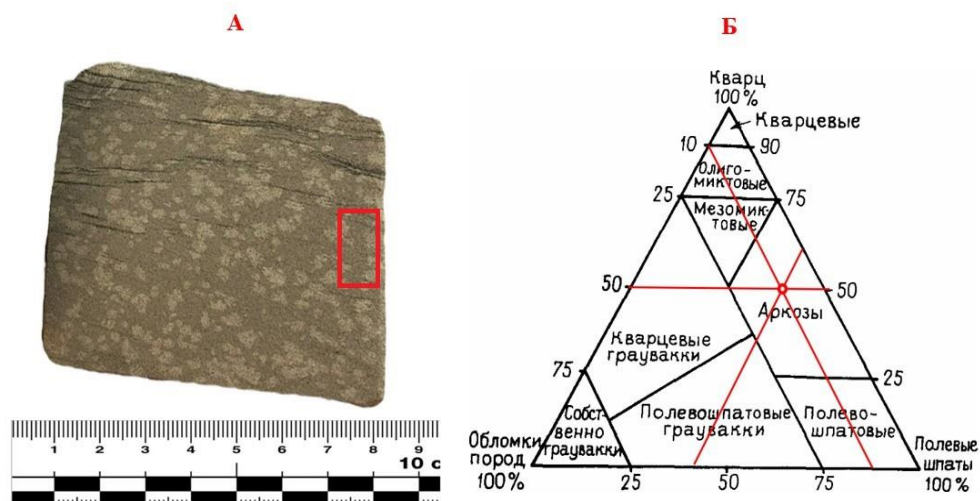 А
Б
Кварц
100%
Кварцевые
10
90
Олиго-
миктовые
25
75
Мезомик-
товые
50
50
Аркозы
Кварцевые
граувакки
75
25
Собст-
венно
граувакки
Полевошпатовые
граувакки
Полево-
шпатовые
Обломки
пород
100%
Полевые
шпаты
100 %
25
50
75
1 2 3 4 5 6 7 8 9
10 c